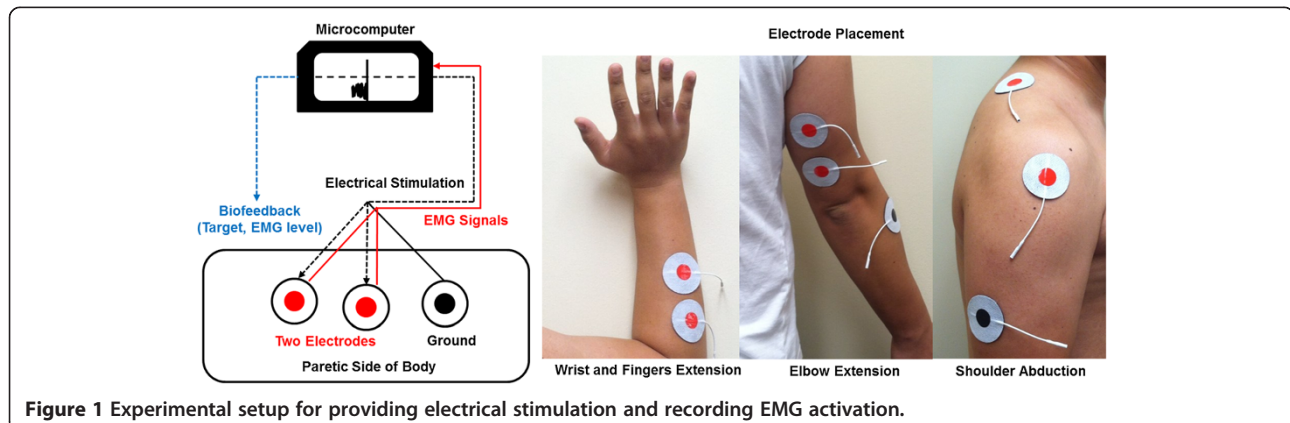 Microcomputer
Electrode Placement
Electrical Stimulation
Biofeedback
(Target, EMG level)
EMG Signals
Two Electrodes
Ground
Paretic Side of Body
Wrist and Fingers Extension
Elbow Extension
Shoulder Abduction
Figure 1 Experimental setup for providing electrical stimulation and recording EMG activation.